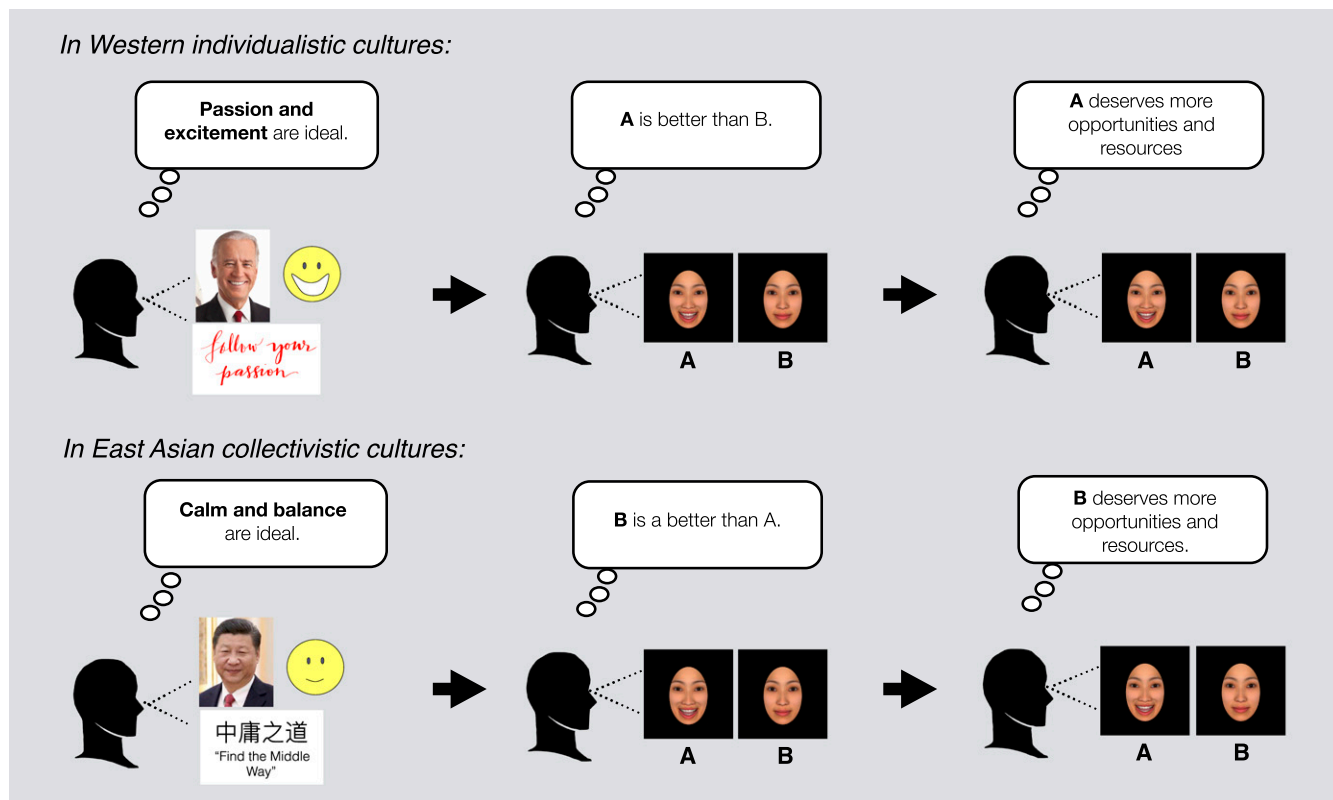 In Western individualistic cultures:
Passion and
excitement are ideal.
A is better than B.
A deserves more
opportunities and
resources
follow your
passion
A
B
A
B
In East Asian collectivistic cultures:
Calm and balance
are ideal.
B is a better than A.
B deserves more
opportunities and
resources.
中庸之道
"Find the Middle
Way"
A
B
A
B